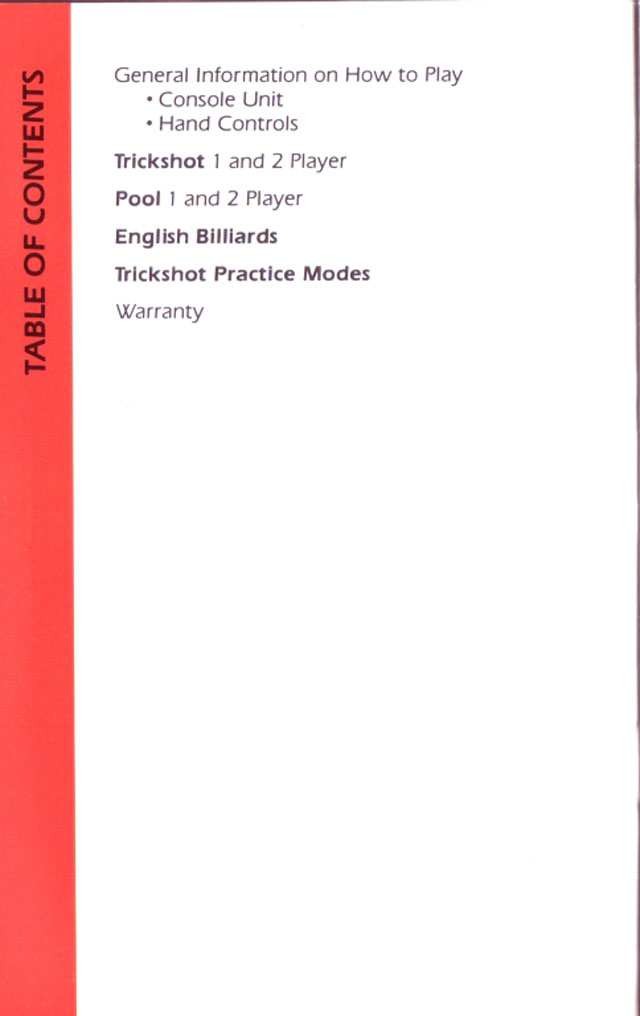 TABLE OF CONTENTS
General Information on How to Play
• Console Unit
• Hand Controls
Trickshot 1 and 2 Player
Pool 1 and 2 Player
English Billiards
Trickshot Practice Modes
Warranty